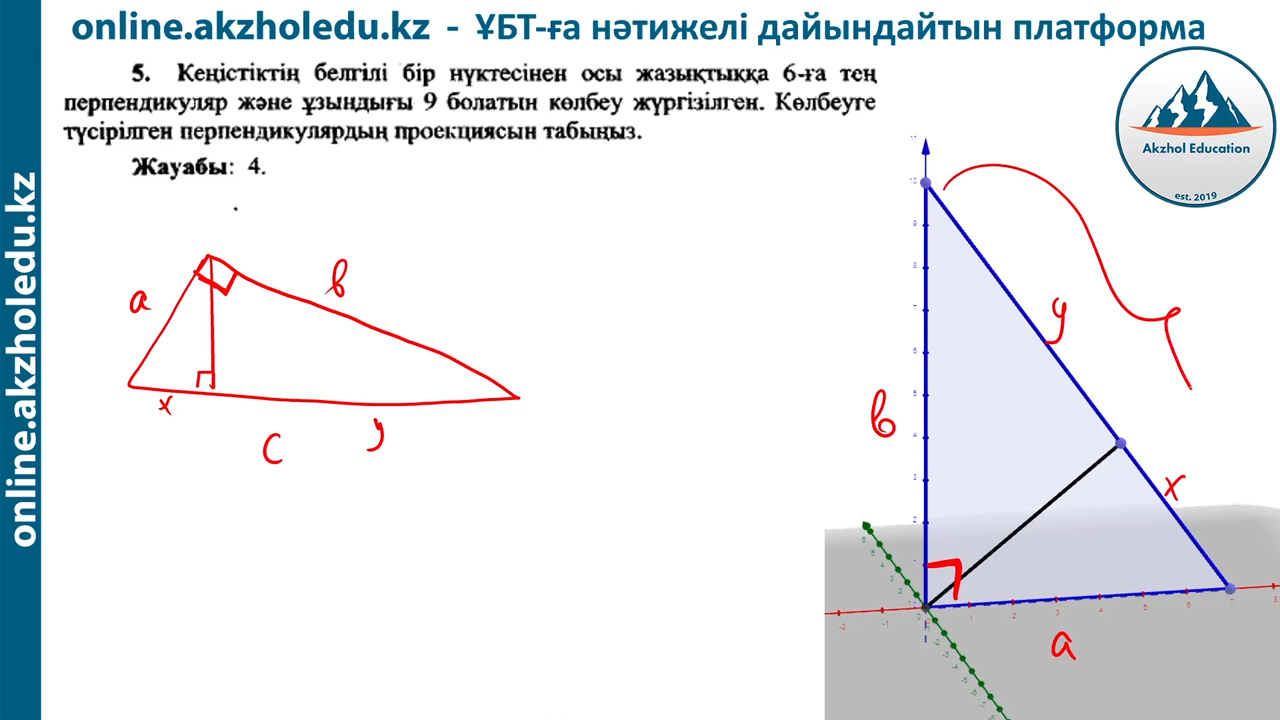 online.akzholedu.kz - ҰБТ-ға нәтижелі дайындайтын платформа
5. Кеңістіктің белгілі бір нүктесінен осы жазықтыққа 6-ға тең
перпендикуляр және ұзындығы 9 болатын көлбеу жүргізілген. Көлбеуге
түсірілген перпендикулярдың проекциясын табыңыз.
Жауабы: 4.
Akzhol Education
est. 2019
online.akzholedu.kz
a
в
x
y
c
y
в
x
a